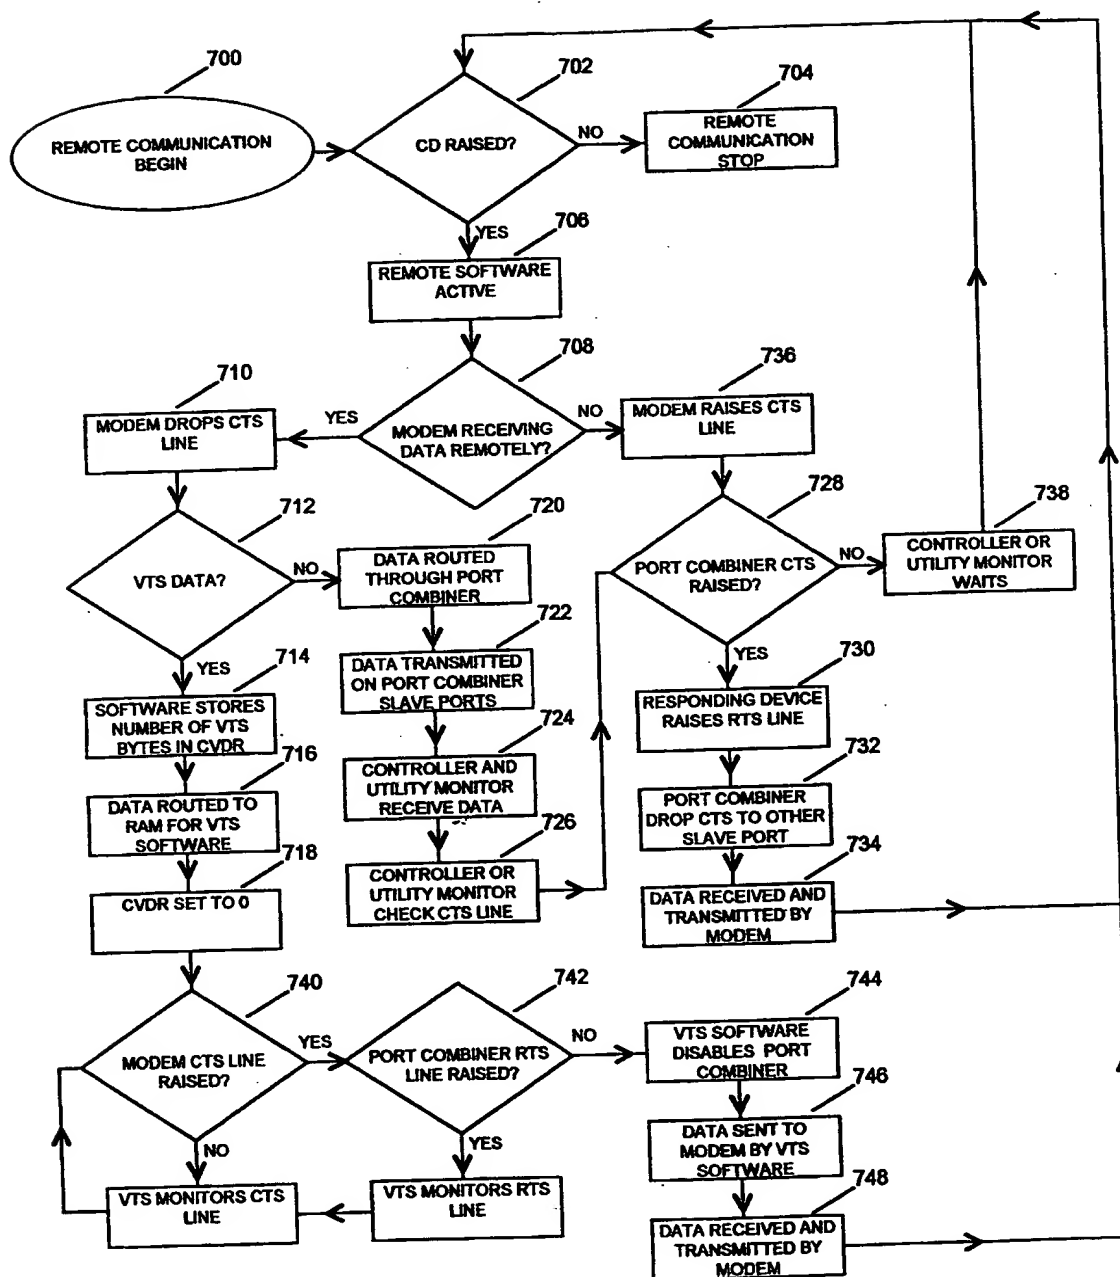 700
REMOTE COMMUNICATION
BEGIN
702
CD RAISED?
NO
704
REMOTE
COMMUNICATION
STOP
YES
706
REMOTE SOFTWARE
ACTIVE
708
MODEM RECEIVING
DATA REMOTELY?
YES
NO
710
MODEM DROPS CTS
LINE
736
MODEM RAISES CTS
LINE
712
VTS DATA?
NO
720
DATA ROUTED
THROUGH PORT
COMBINER
728
PORT COMBINER CTS
RAISED?
NO
738
CONTROLLER OR
UTILITY MONITOR
WAITS
YES
714
SOFTWARE STORES
NUMBER OF VTS
BYTES IN CVDR
722
DATA TRANSMITTED
ON PORT COMBINER
SLAVE PORTS
YES
730
RESPONDING DEVICE
RAISES RTS LINE
716
DATA ROUTED TO
RAM FOR VTS
SOFTWARE
724
CONTROLLER AND
UTILITY MONITOR
RECEIVE DATA
732
PORT COMBINER
DROP CTS TO OTHER
SLAVE PORT
718
CVDR SET TO 0
726
CONTROLLER OR
UTILITY MONITOR
CHECK CTS LINE
734
DATA RECEIVED AND
TRANSMITTED BY
MODEM
740
MODEM CTS LINE
RAISED?
YES
742
PORT COMBINER RTS
LINE RAISED?
NO
744
VTS SOFTWARE
DISABLES PORT
COMBINER
NO
VTS MONITORS CTS
LINE
YES
VTS MONITORS RTS
LINE
746
DATA SENT TO
MODEM BY VTS
SOFTWARE
748
DATA RECEIVED AND
TRANSMITTED BY
MODEM